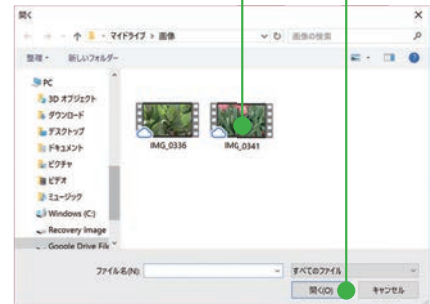 開く
マイドライブ > 画像
画像の検索
整理
新しいフォルダー
PC
3D オブジェクト
ダウンロード
デスクトップ
ドキュメント
ピクチャ
ビデオ
ミュージック
Windows (C:)
Recovery Image
Google Drive File
IMG_0336
IMG_0341
ファイル名(N):
すべてのファイル
開く(O)
キャンセル